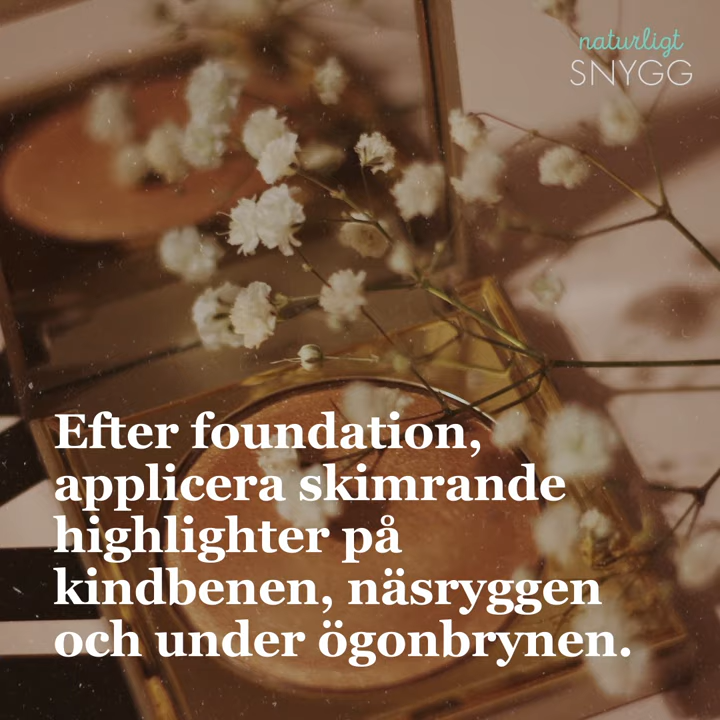 naturligt
SNYGG
Efter foundation,
applicera skimrande
highlighter på
kindbenen, näsryggen
och under ögonbrynen.